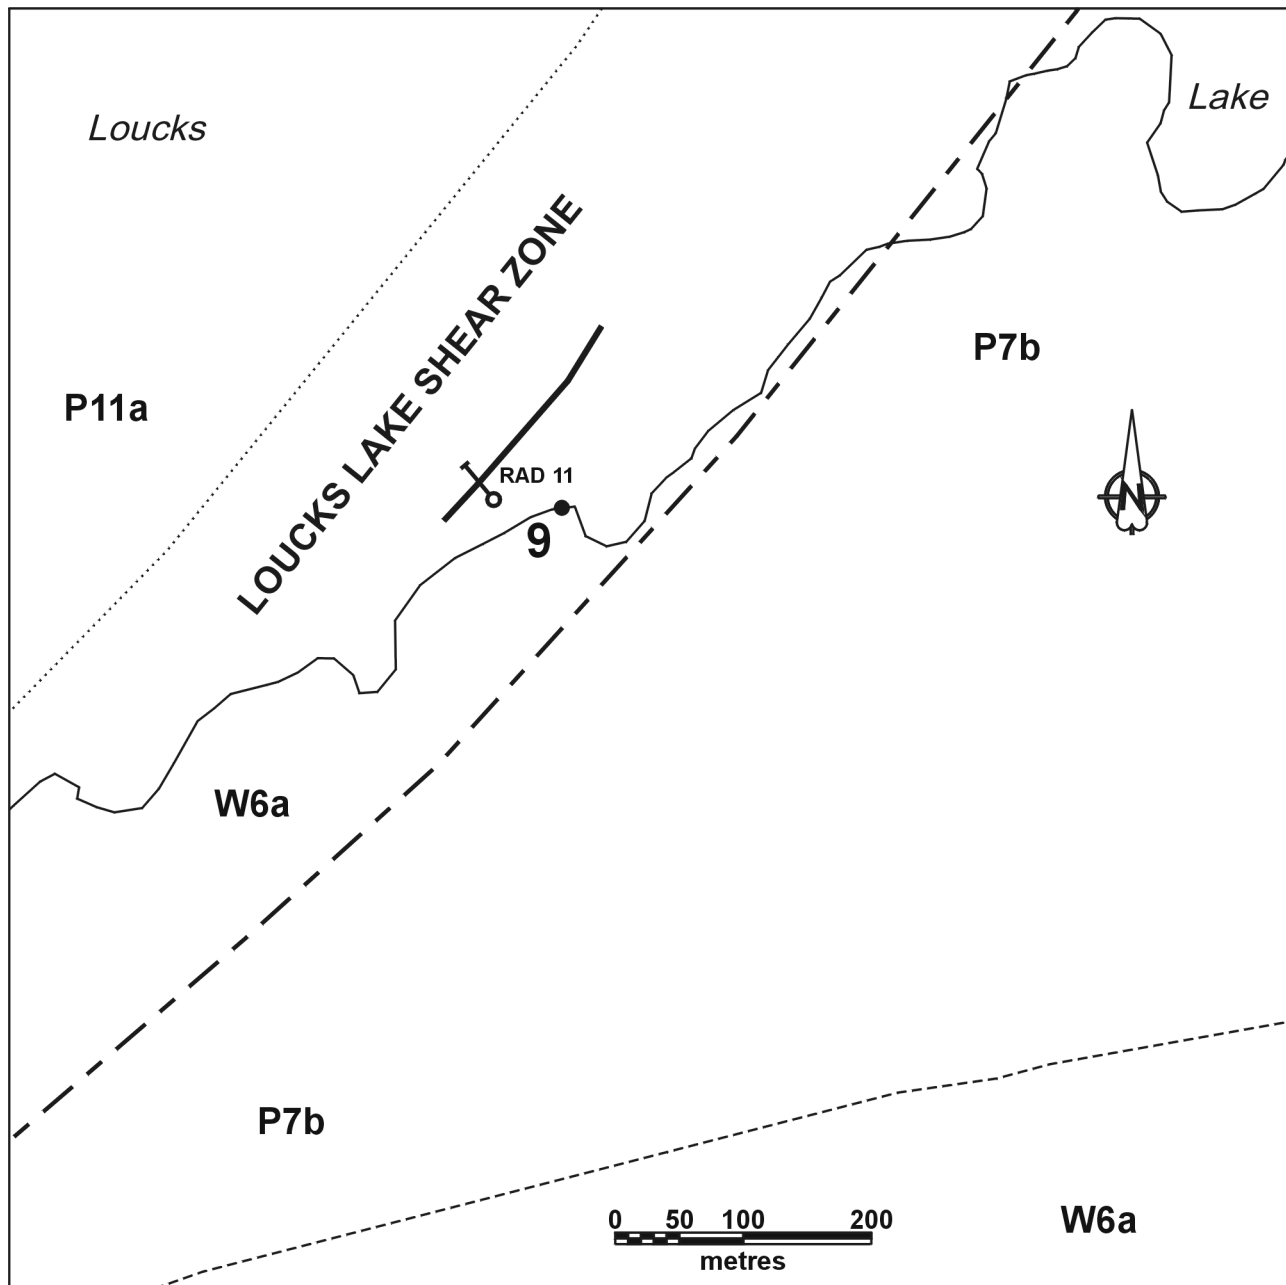 Lake
Loucks
LOUCKS LAKE SHEAR ZONE
P7b
P11a
RAD 11
N
9
W6a
P7b
W6a
0 50 100 200
metres